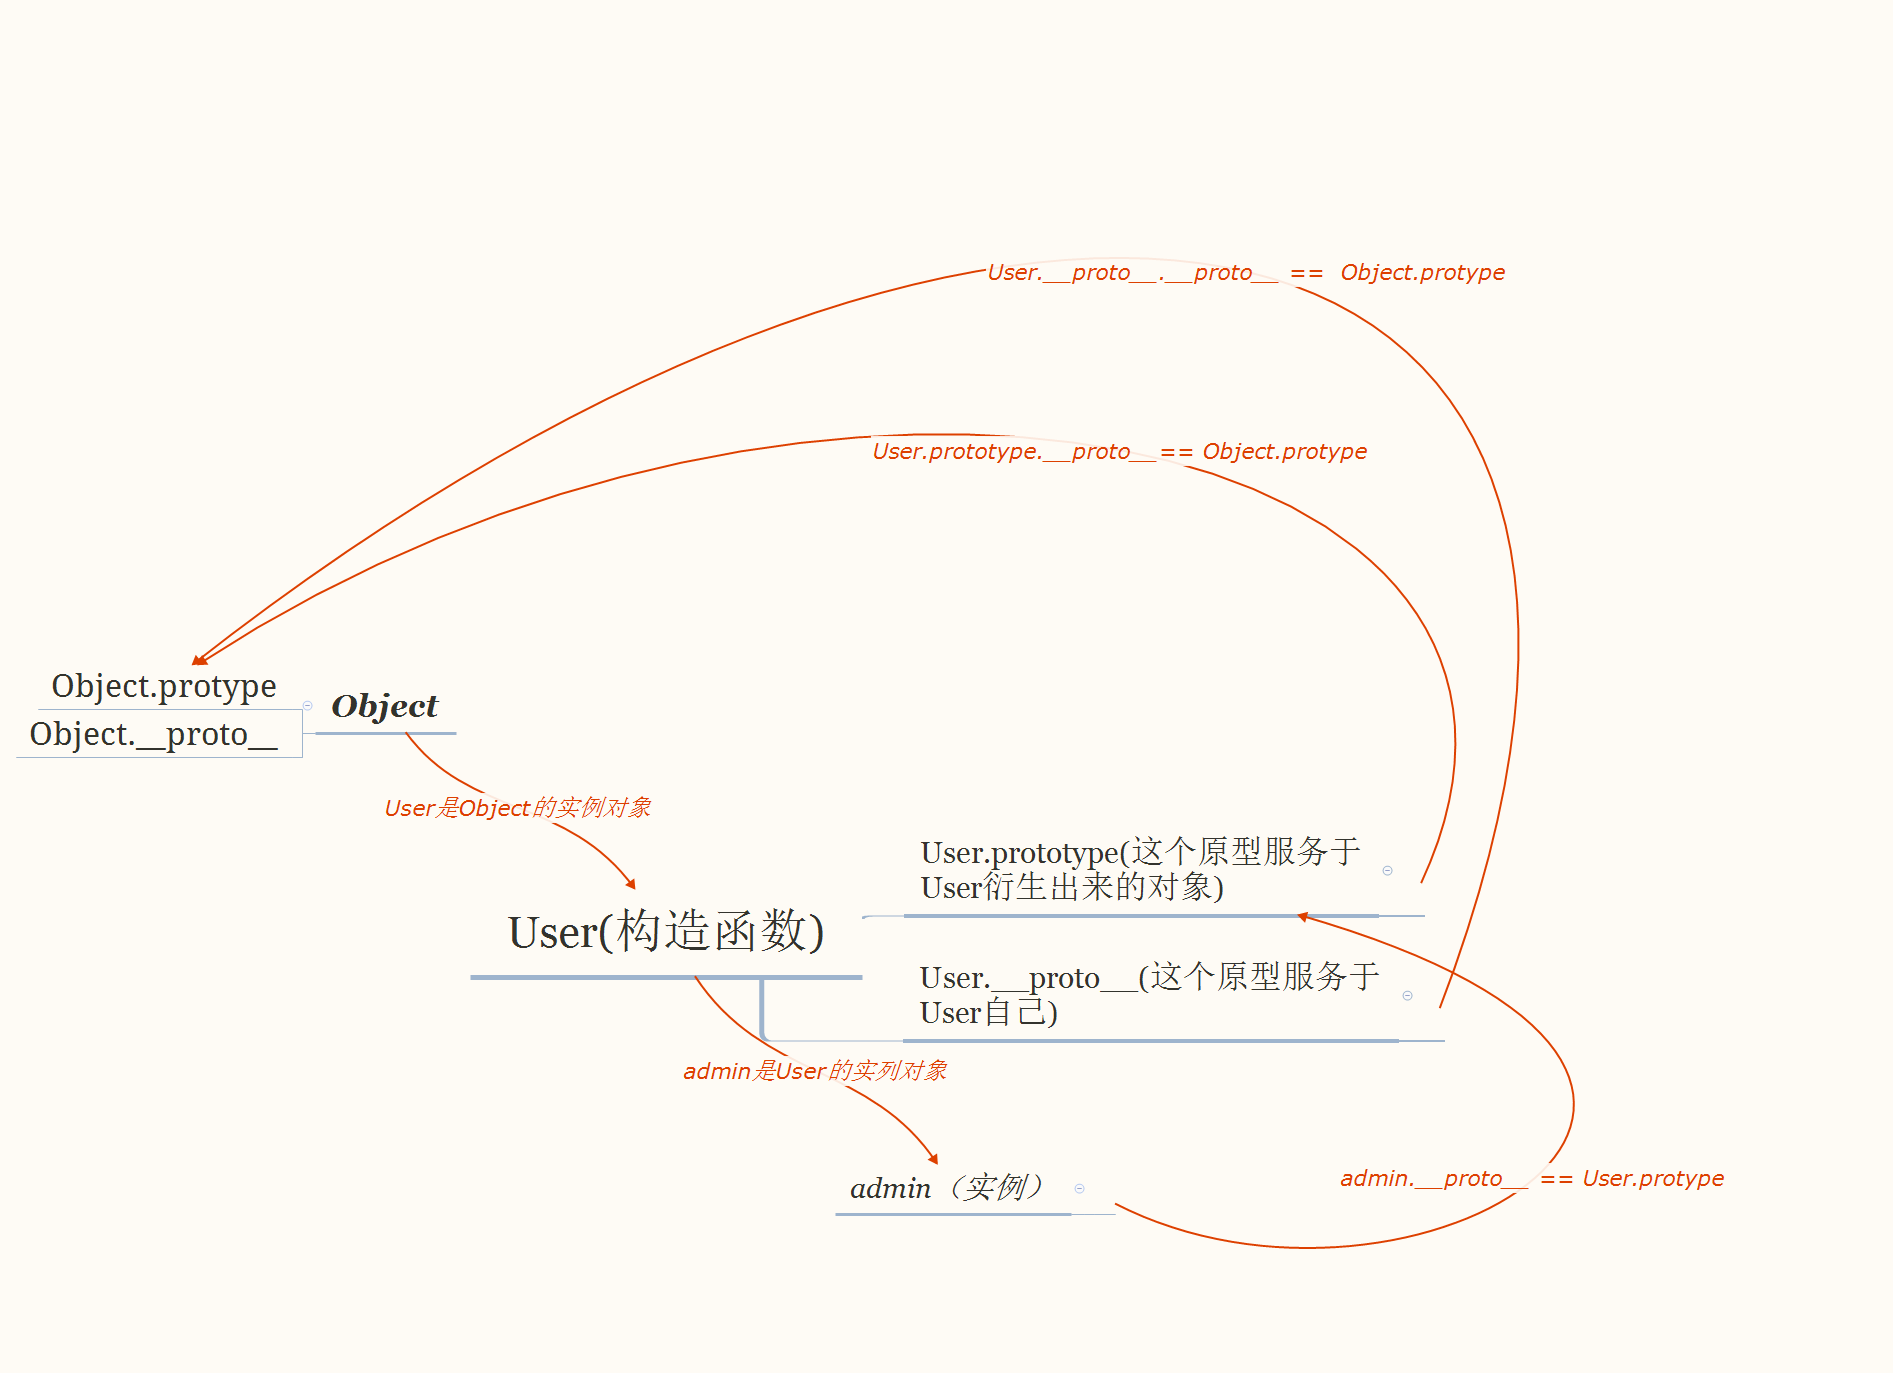 User.__proto__.__proto__ == Object.protype
User.prototype.__proto__== Object.protype
Object.protype
Object
Object.__proto__
User是Object的实例对象
User.prototype(这个原型服务于
User衍生出来的对象)
User(构造函数)
User.__proto__(这个原型服务于
User自己)
admin是User的实列对象
admin（实例）
admin.__proto__ == User.protype